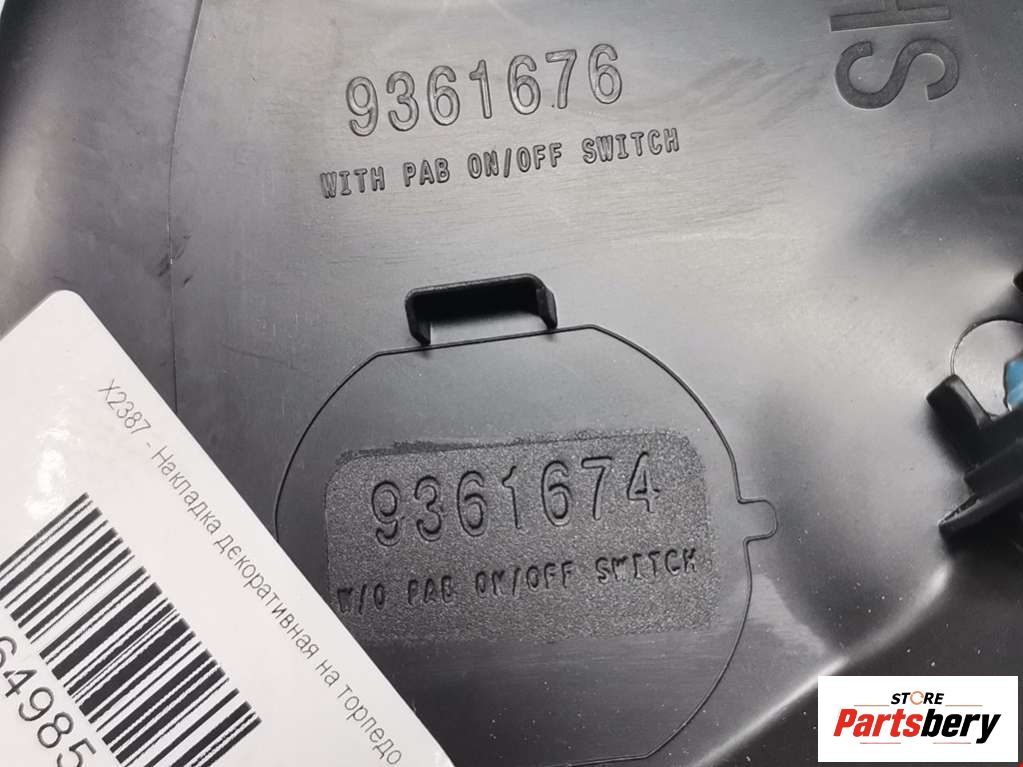 9361676
WITH PAB ON/OFF SWITCH
SH
9361674
W/O PAB ON/OFF SWITCH
X2387 - Накладка декоративная на торпедо
64985
STORE
Partsbery